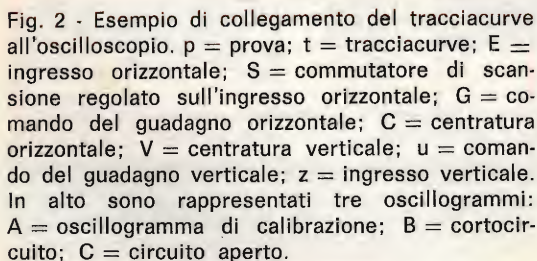 Fig. 2 - Esempio di collegamento del tracciacurve
all'oscilloscopio. p = prova; t = tracciacurve; E =
ingresso orizzontale; S = commutatore di scan-
sione regolato sull'ingresso orizzontale; G = co-
mando del guadagno orizzontale; C = centratura
orizzontale; V = centratura verticale; u = coman-
do del guadagno verticale; z = ingresso verticale.
In alto sono rappresentati tre oscillogrammi:
A = oscillogramma di calibrazione; B = cortocir-
cuito; C = circuito aperto.